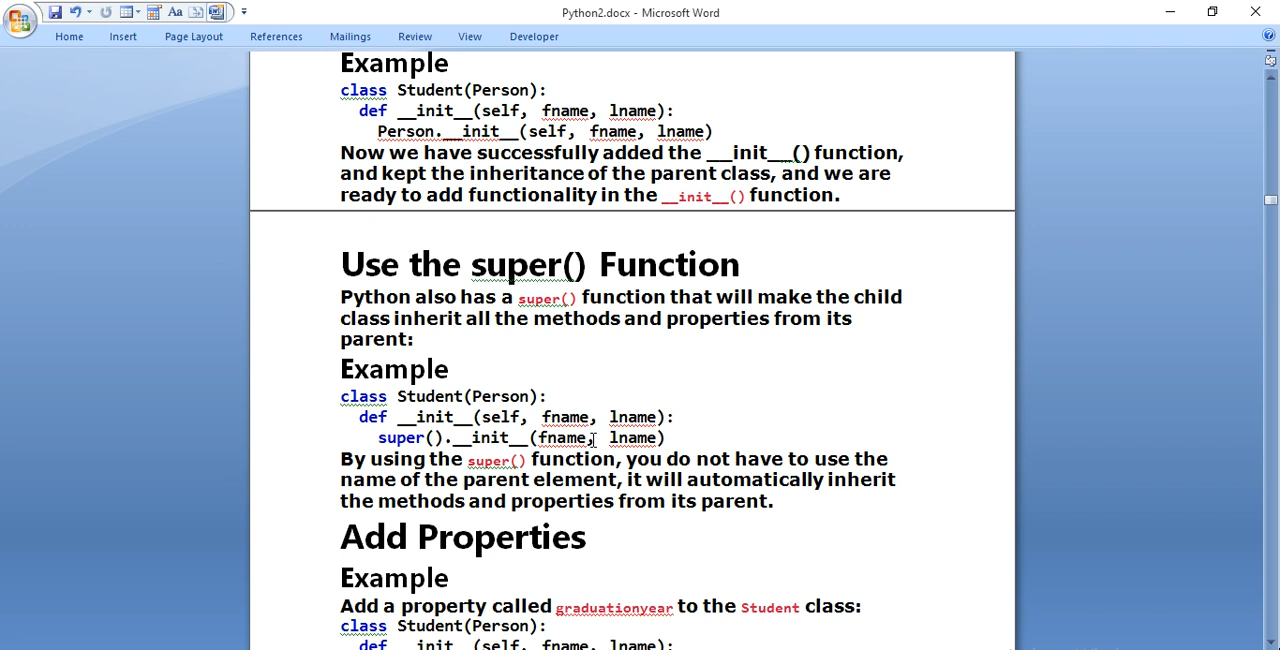 Python2.docx - Microsoft Word
Home Insert Page Layout References Mailings Review View Developer
Example
class Student(Person):
def __init__(self, fname, lname):
Person.__init__(self, fname, lname)
Now we have successfully added the __init__() function,
and kept the inheritance of the parent class, and we are
ready to add functionality in the __init__() function.
Use the super() Function
Python also has a super() function that will make the child
class inherit all the methods and properties from its
parent:
Example
class Student(Person):
def __init__(self, fname, lname):
super().__init__(fname, lname)
By using the super() function, you do not have to use the
name of the parent element, it will automatically inherit
the methods and properties from its parent.
Add Properties
Example
Add a property called graduationyear to the Student class:
class Student(Person):
def __init__(self, fname, lname):